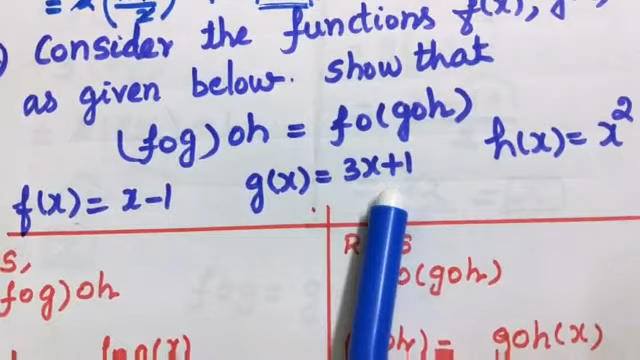 Consider the functions f(x),
as given below. show that
(fog)oh = fo(goh)
f(x) = x-1 g(x) = 3x+1 h(x) = x²
fog)oh
o(goh)
goh(x)